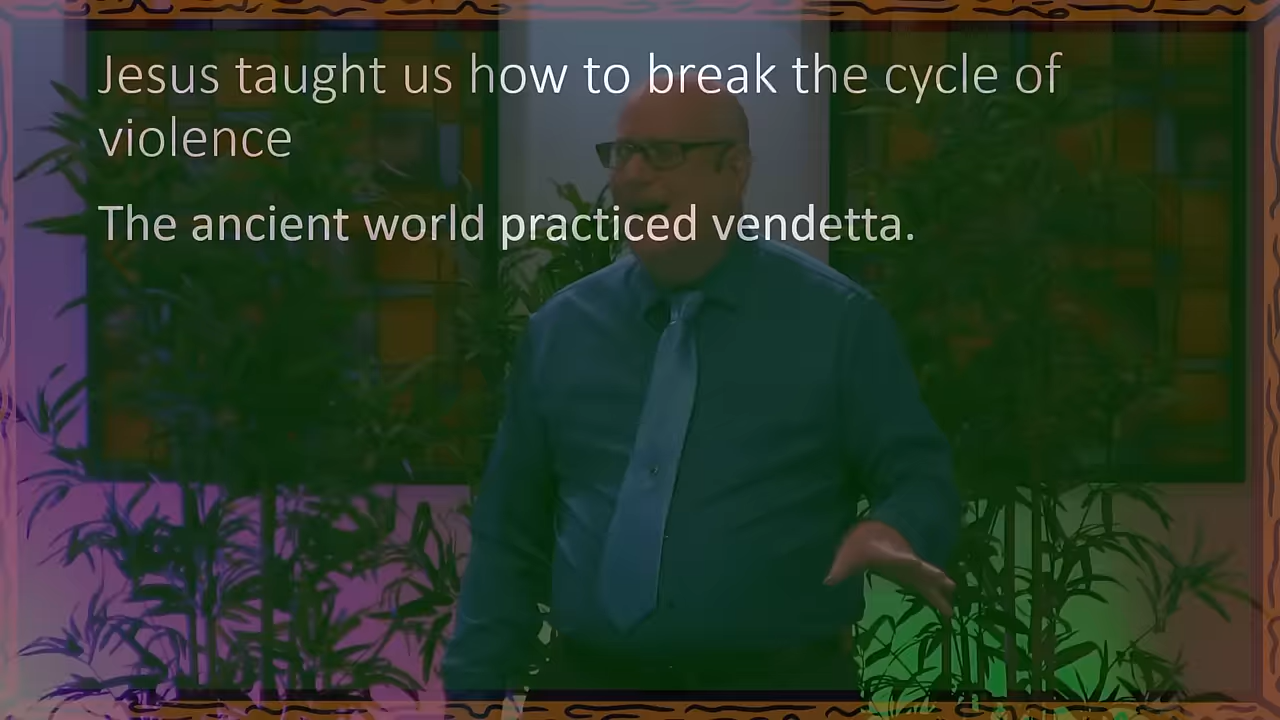 Jesus taught us how to break the cycle of
violence
The ancient world practiced vendetta.